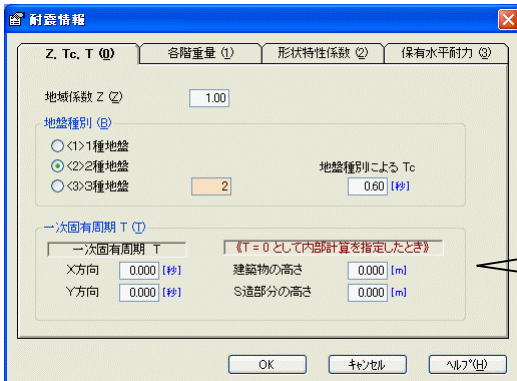 耐震情報
Z, Tc, T (0) 各階重量 (1) 形状特性係数 (2) 保有水平耐力 (3)
地域係数 Z (Z) 1.00
地盤種別 (B)
<1>1種地盤
<2>2種地盤 地盤種別による Tc
<3>3種地盤 2 0.60 [秒]
一次固有周期 T (T)
一次固有周期 T 《T = 0 として内部計算を指定したとき》
X方向 0.000 [秒] 建築物の高さ 0.000 [m]
Y方向 0.000 [秒] S造部分の高さ 0.000 [m]
OK キャンセル ヘルプ(H)